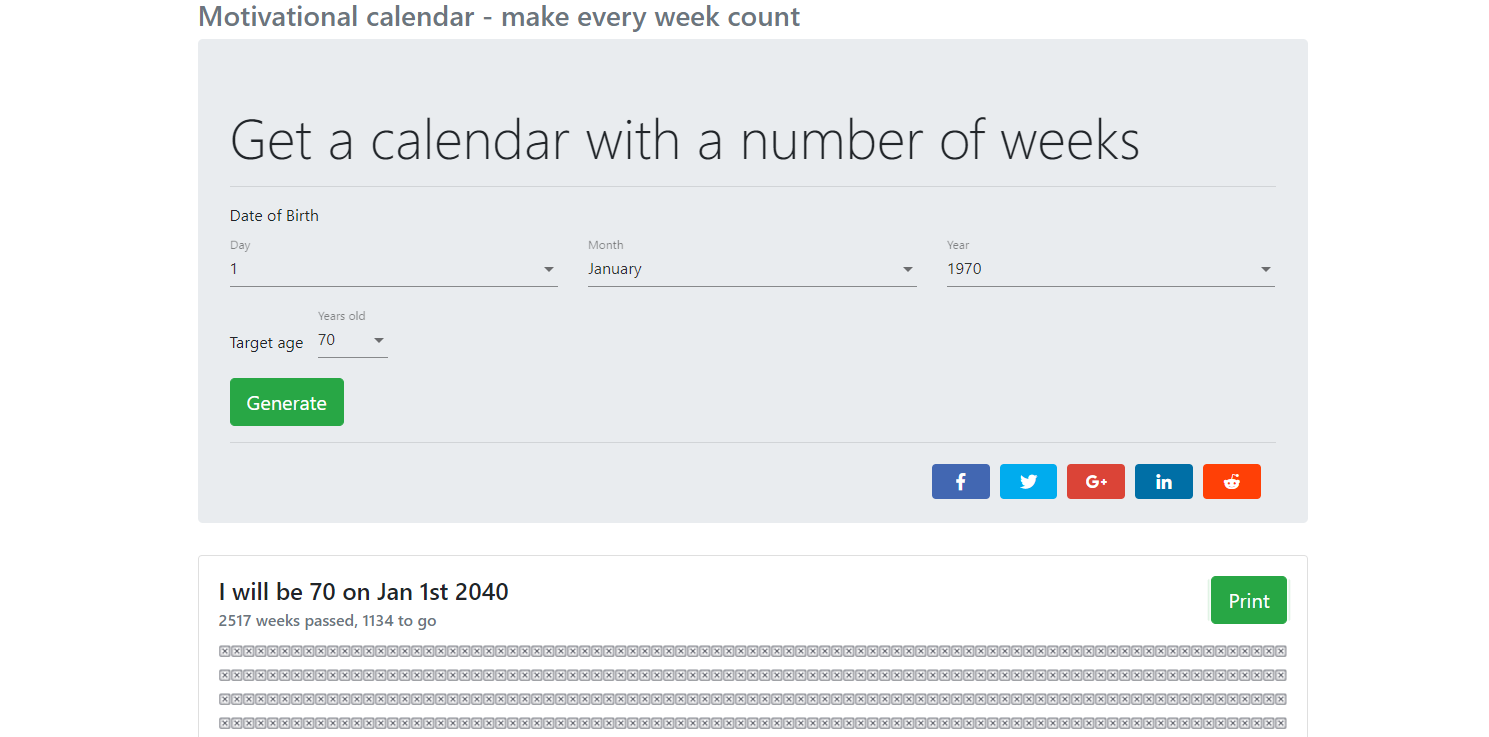 Motivational calendar - make every week count
Get a calendar with a number of weeks
Date of Birth
Day
Month
Year
1
January
1970
Years old
Target age
70
Generate
G+
in
I will be 70 on Jan 1st 2040
Print
2517 weeks passed, 1134 to go